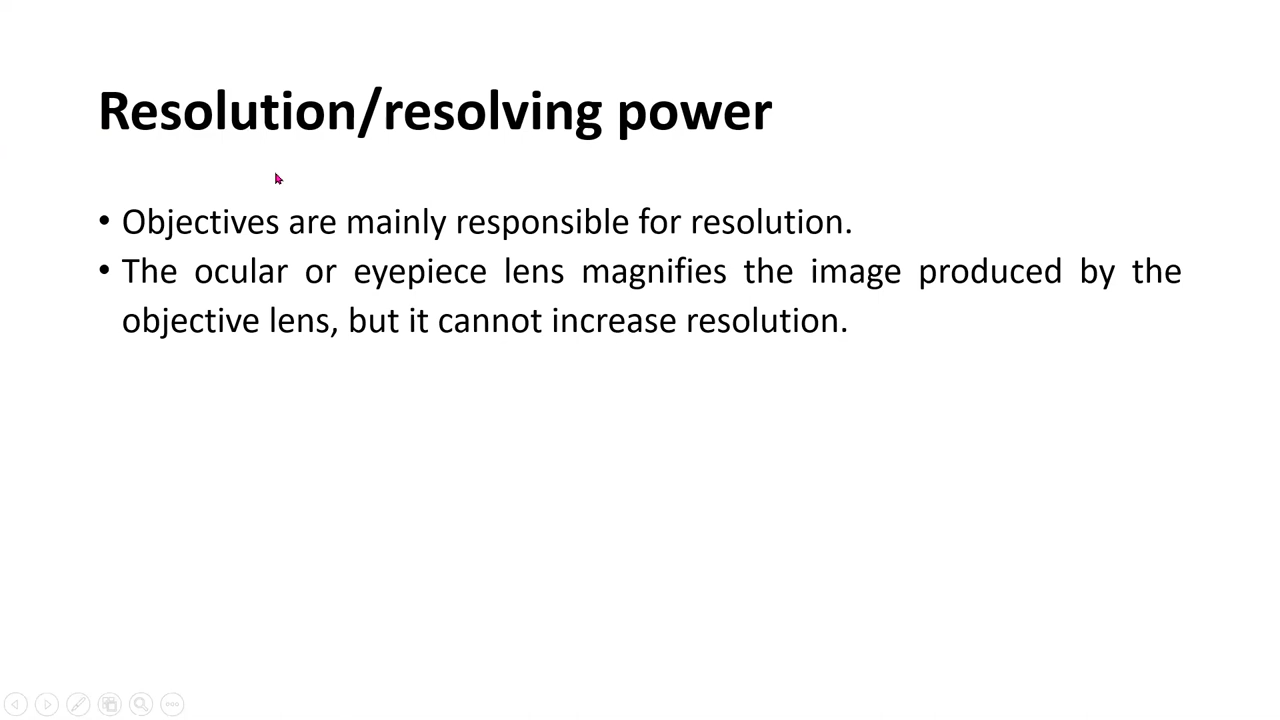 Resolution/resolving power
• Objectives are mainly responsible for resolution.
• The ocular or eyepiece lens magnifies the image produced by the
objective lens, but it cannot increase resolution.